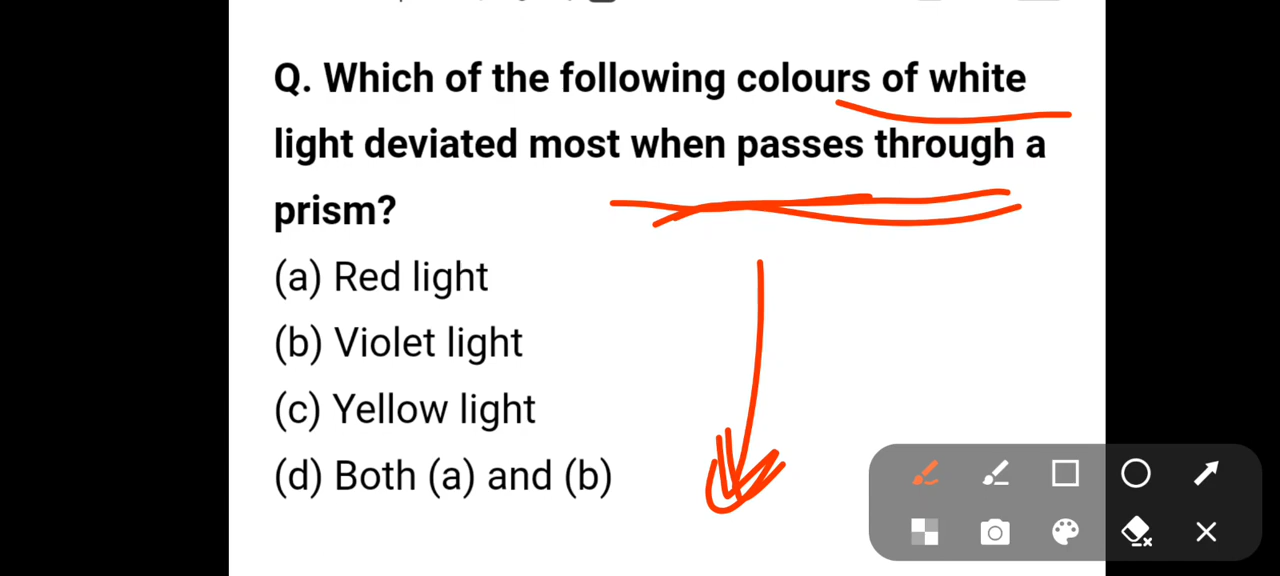 Q. Which of the following colours of white
light deviated most when passes through a
prism?
(a) Red light
(b) Violet light
(c) Yellow light
(d) Both (a) and (b)